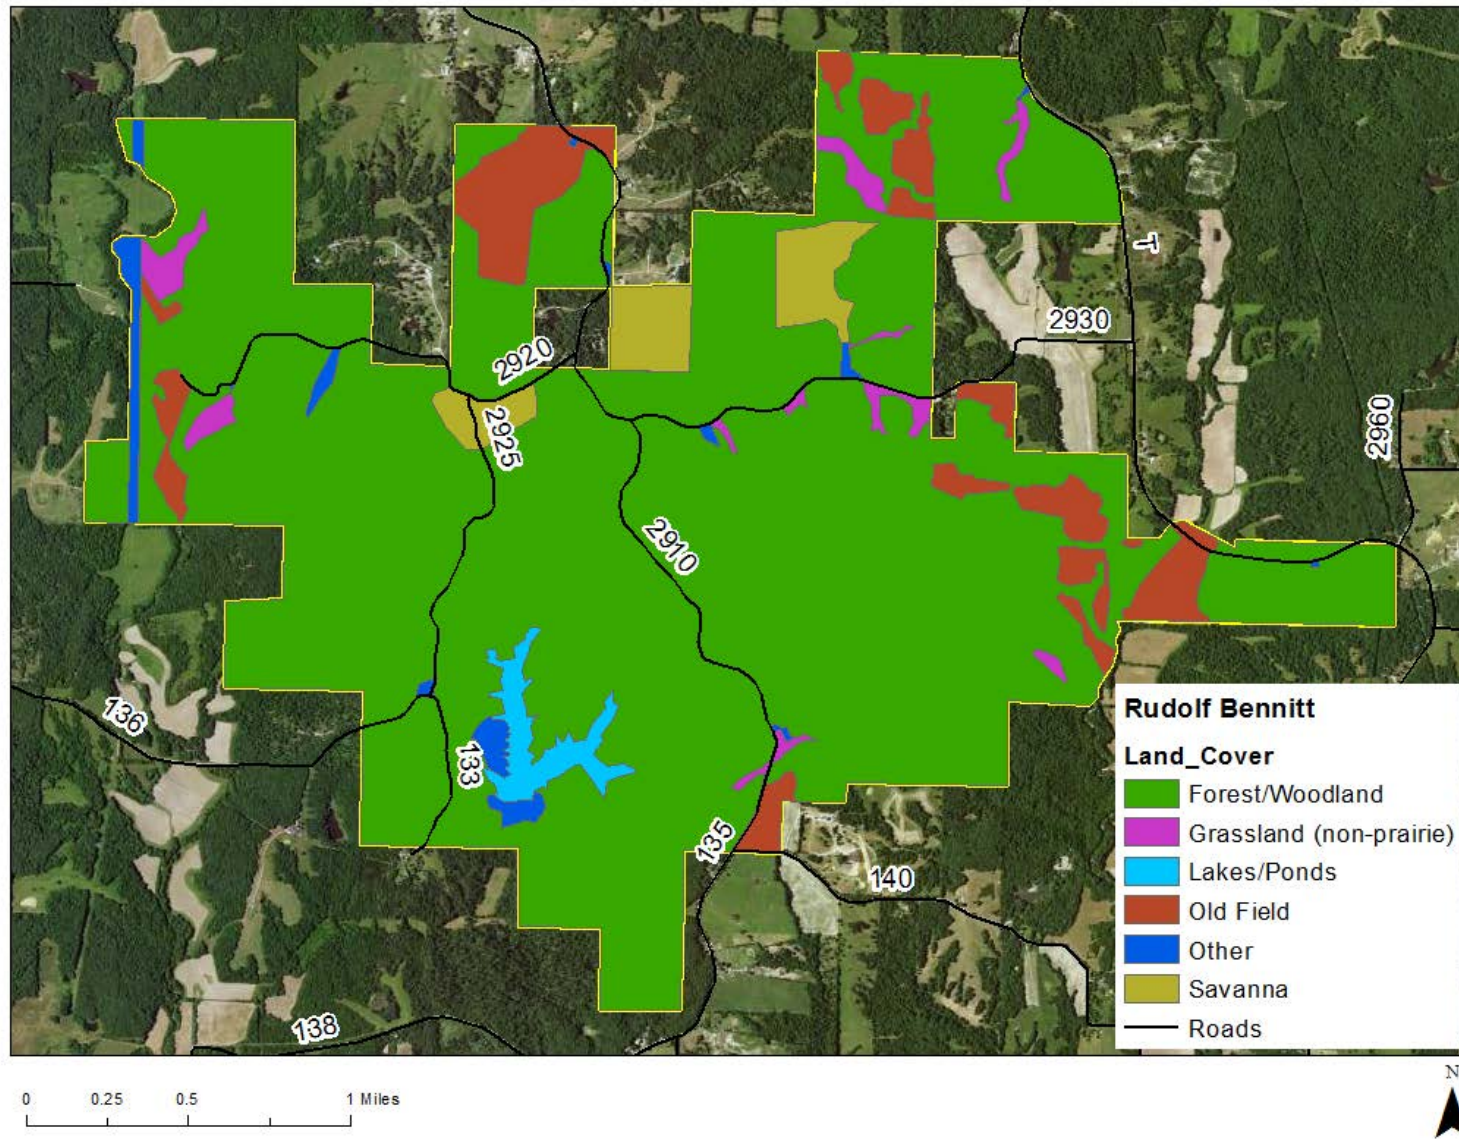 T
2930
2920
2925
2960
2910
136
133
135
140
138
Rudolf Bennitt
Land_Cover
Forest/Woodland
Grassland (non-prairie)
Lakes/Ponds
Old Field
Other
Savanna
Roads
0 0.25 0.5 1 Miles
N